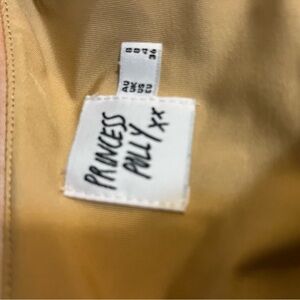 8 8 4 36
AU UK US EU
PRINCESS
POLLY xx